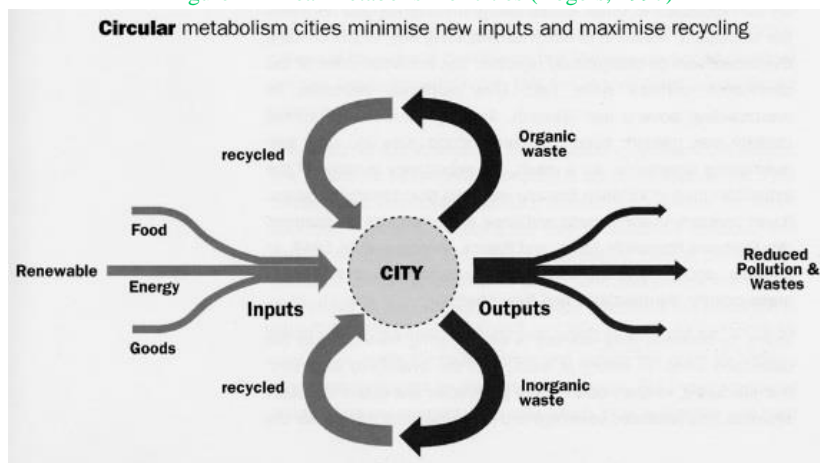 Circular metabolism cities minimise new inputs and maximise recycling
recycled
Organic
waste
Food
Renewable
Energy
CITY
Reduced
Pollution &
Wastes
Inputs
Outputs
Goods
recycled
Inorganic
waste